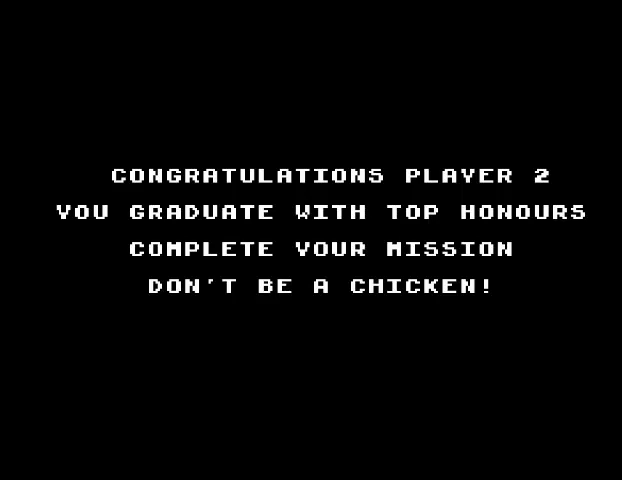 CONGRATULATIONS PLAYER 2
YOU GRADUATE WITH TOP HONOURS
COMPLETE YOUR MISSION
DON'T BE A CHICKEN!